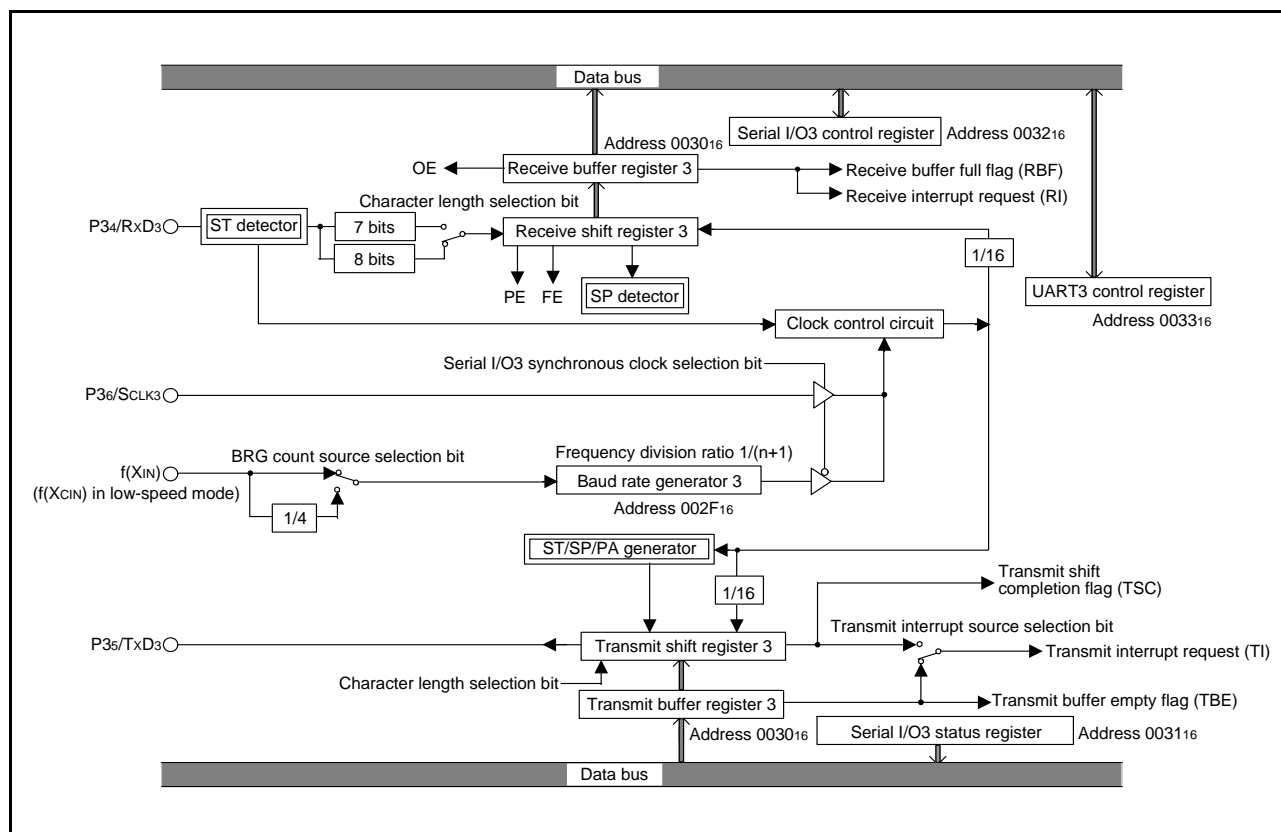 Data bus
Serial I/O3 control register Address 003216
Address 003016
OE Receive buffer register 3 Receive buffer full flag (RBF)
Receive interrupt request (RI)
Character length selection bit
P34/RXD3 ST detector 7 bits Receive shift register 3
8 bits 1/16
PE FE SP detector UART3 control register
Clock control circuit Address 003316
Serial I/O3 synchronous clock selection bit
P36/SCLK3
BRG count source selection bit Frequency division ratio 1/(n+1)
f(XIN) Baud rate generator 3
(f(XCIN) in low-speed mode)
1/4 Address 002F16
ST/SP/PA generator
Transmit shift
completion flag (TSC)
1/16
Transmit interrupt source selection bit
P35/TXD3 Transmit shift register 3 Transmit interrupt request (TI)
Character length selection bit
Transmit buffer register 3 Transmit buffer empty flag (TBE)
Address 003016 Serial I/O3 status register Address 003116
Data bus